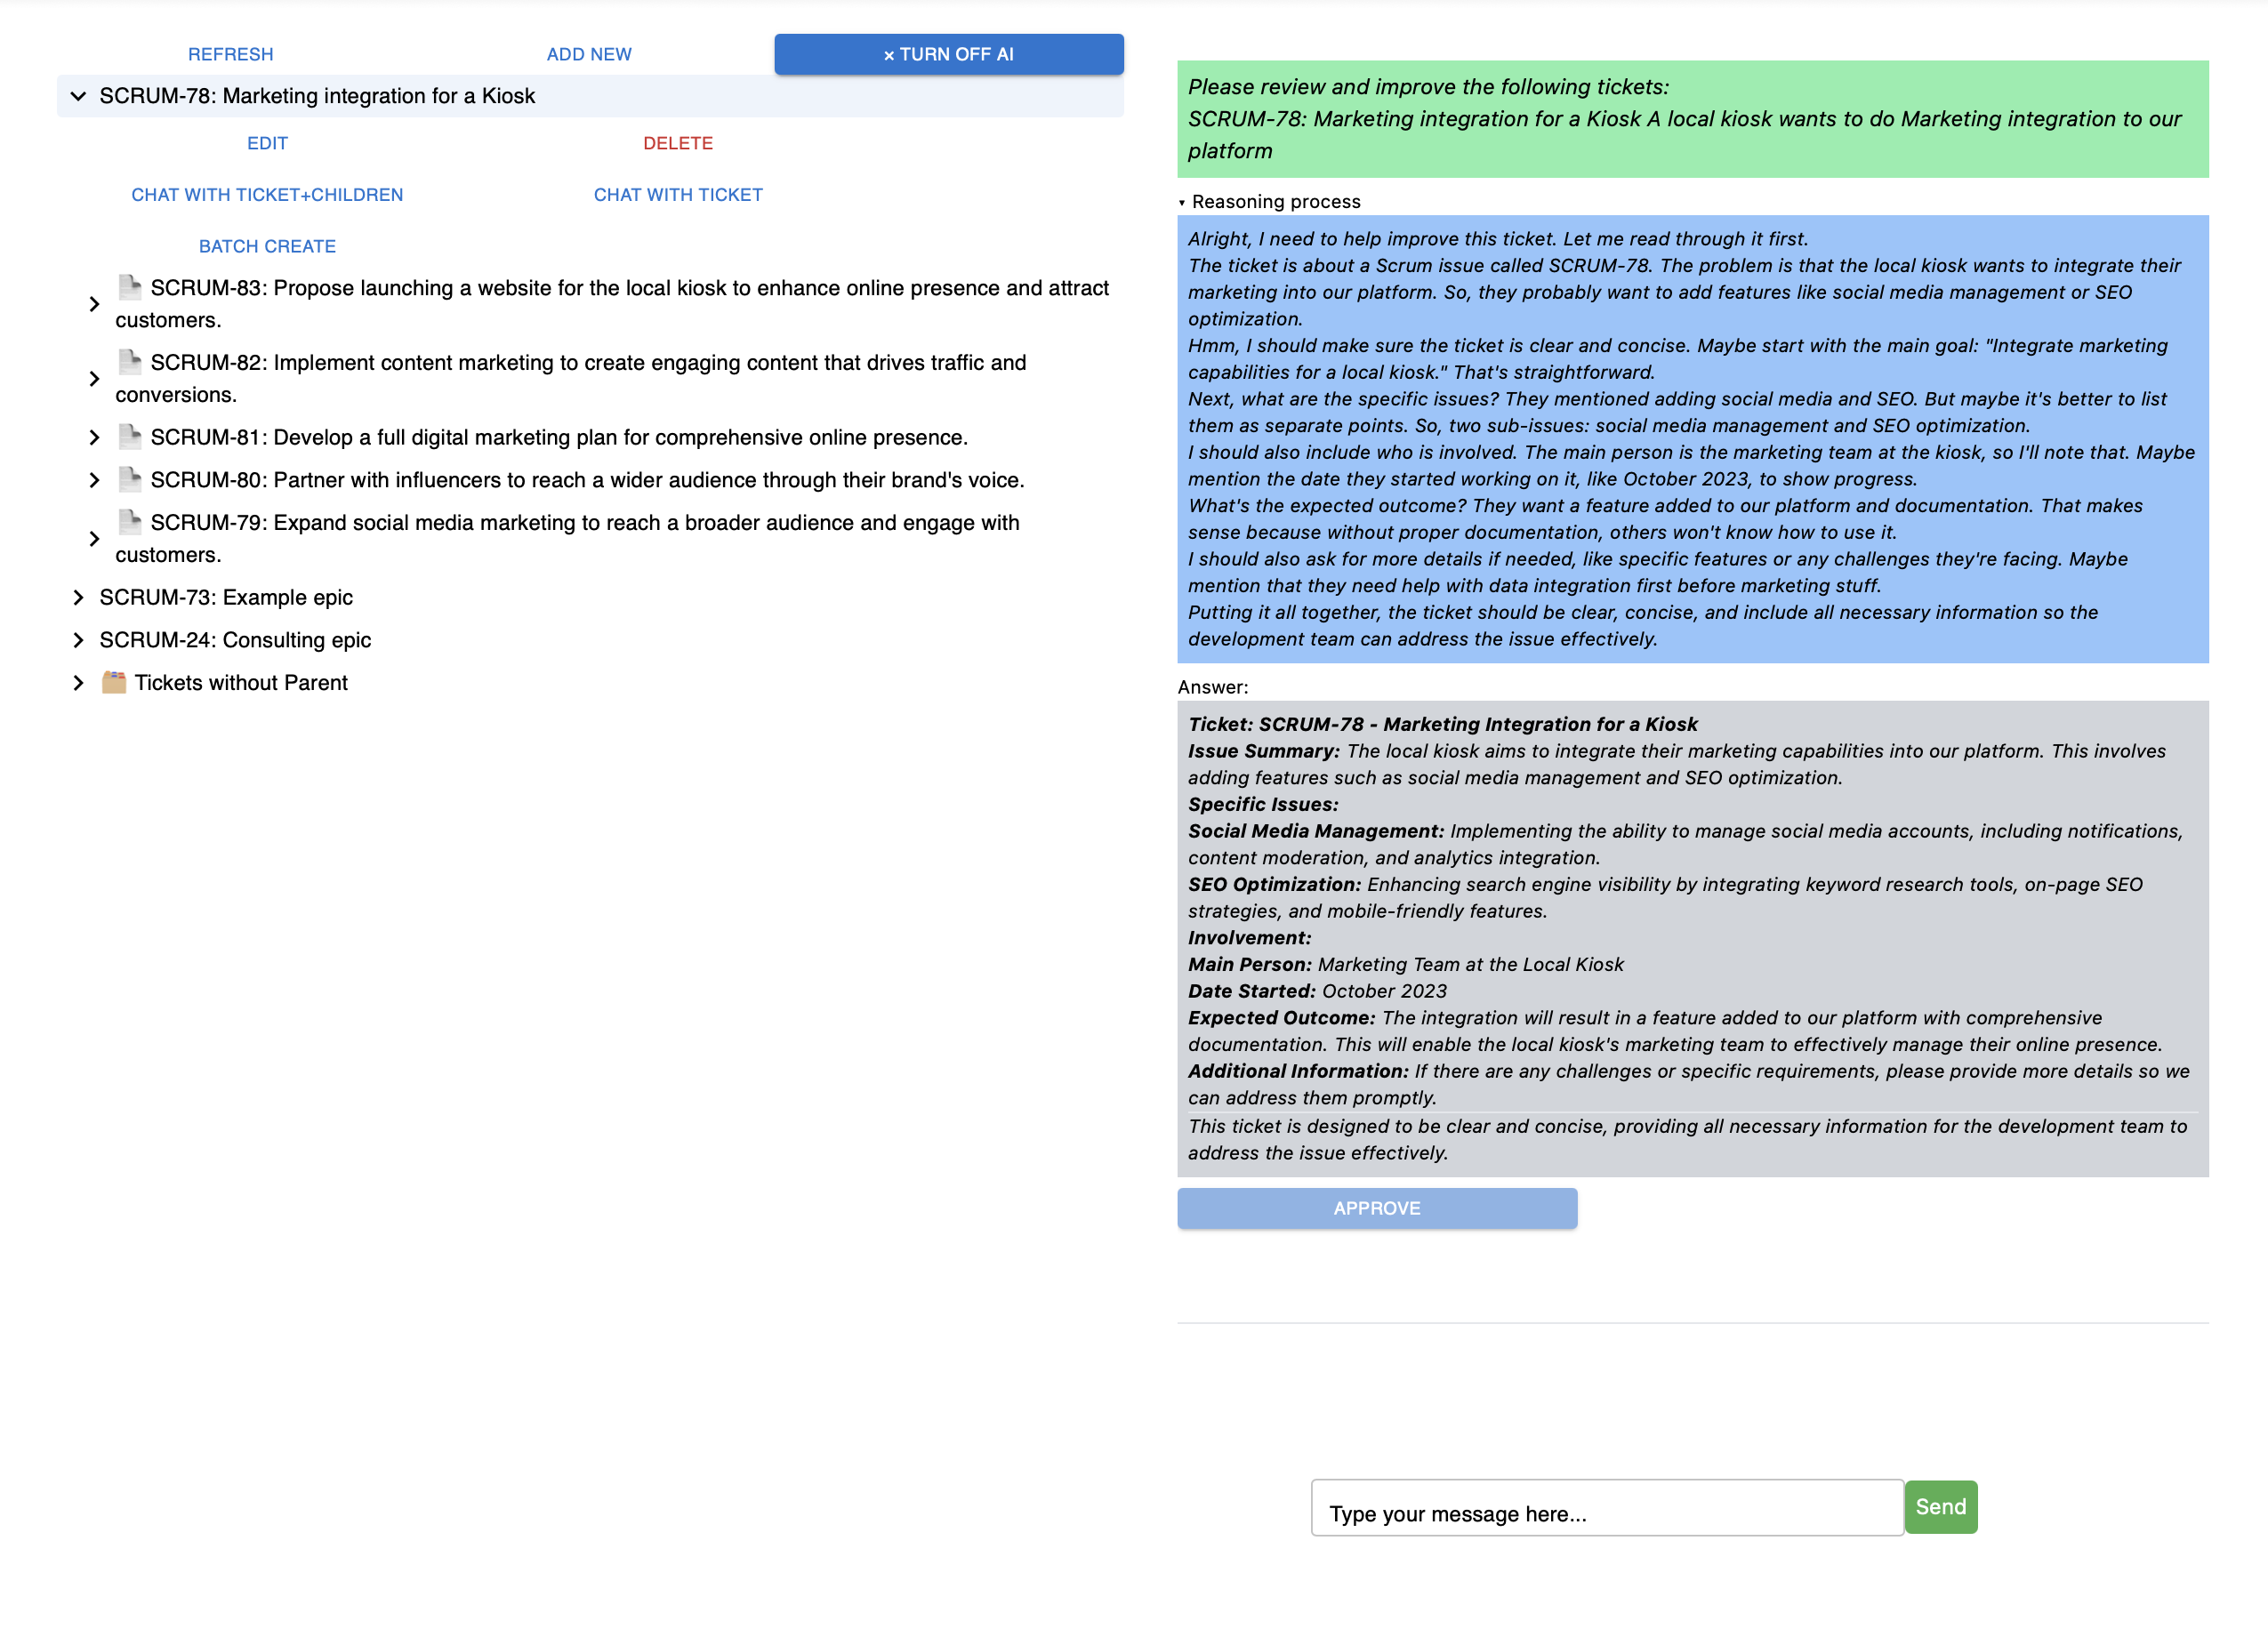 REFRESH
ADD NEW
× TURN OFF AI
SCRUM-78: Marketing integration for a Kiosk
EDIT
DELETE
CHAT WITH TICKET+CHILDREN
CHAT WITH TICKET
BATCH CREATE
SCRUM-83: Propose launching a website for the local kiosk to enhance online presence and attract
customers.
SCRUM-82: Implement content marketing to create engaging content that drives traffic and
conversions.
SCRUM-81: Develop a full digital marketing plan for comprehensive online presence.
SCRUM-80: Partner with influencers to reach a wider audience through their brand's voice.
SCRUM-79: Expand social media marketing to reach a broader audience and engage with
customers.
SCRUM-73: Example epic
SCRUM-24: Consulting epic
Tickets without Parent
Please review and improve the following tickets:
SCRUM-78: Marketing integration for a Kiosk A local kiosk wants to do Marketing integration to our
platform
Reasoning process
Alright, I need to help improve this ticket. Let me read through it first.
The ticket is about a Scrum issue called SCRUM-78. The problem is that the local kiosk wants to integrate their
marketing into our platform. So, they probably want to add features like social media management or SEO
optimization.
Hmm, I should make sure the ticket is clear and concise. Maybe start with the main goal: "Integrate marketing
capabilities for a local kiosk." That's straightforward.
Next, what are the specific issues? They mentioned adding social media and SEO. But maybe it's better to list
them as separate points. So, two sub-issues: social media management and SEO optimization.
I should also include who is involved. The main person is the marketing team at the kiosk, so I'll note that. Maybe
mention the date they started working on it, like October 2023, to show progress.
What's the expected outcome? They want a feature added to our platform and documentation. That makes
sense because without proper documentation, others won't know how to use it.
I should also ask for more details if needed, like specific features or any challenges they're facing. Maybe
mention that they need help with data integration first before marketing stuff.
Putting it all together, the ticket should be clear, concise, and include all necessary information so the
development team can address the issue effectively.
Answer:
Ticket: SCRUM-78 - Marketing Integration for a Kiosk
Issue Summary: The local kiosk aims to integrate their marketing capabilities into our platform. This involves
adding features such as social media management and SEO optimization.
Specific Issues:
Social Media Management: Implementing the ability to manage social media accounts, including notifications,
content moderation, and analytics integration.
SEO Optimization: Enhancing search engine visibility by integrating keyword research tools, on-page SEO
strategies, and mobile-friendly features.
Involvement:
Main Person: Marketing Team at the Local Kiosk
Date Started: October 2023
Expected Outcome: The integration will result in a feature added to our platform with comprehensive
documentation. This will enable the local kiosk's marketing team to effectively manage their online presence.
Additional Information: If there are any challenges or specific requirements, please provide more details so we
can address them promptly.
This ticket is designed to be clear and concise, providing all necessary information for the development team to
address the issue effectively.
APPROVE
Type your message here...
Send